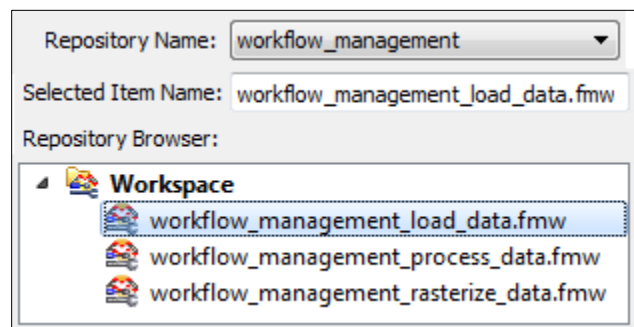 Repository Name: workflow_management
Selected Item Name: workflow_management_load_data.fmw
Repository Browser:
Workspace
workflow_management_load_data.fmw
workflow_management_process_data.fmw
workflow_management_rasterize_data.fmw